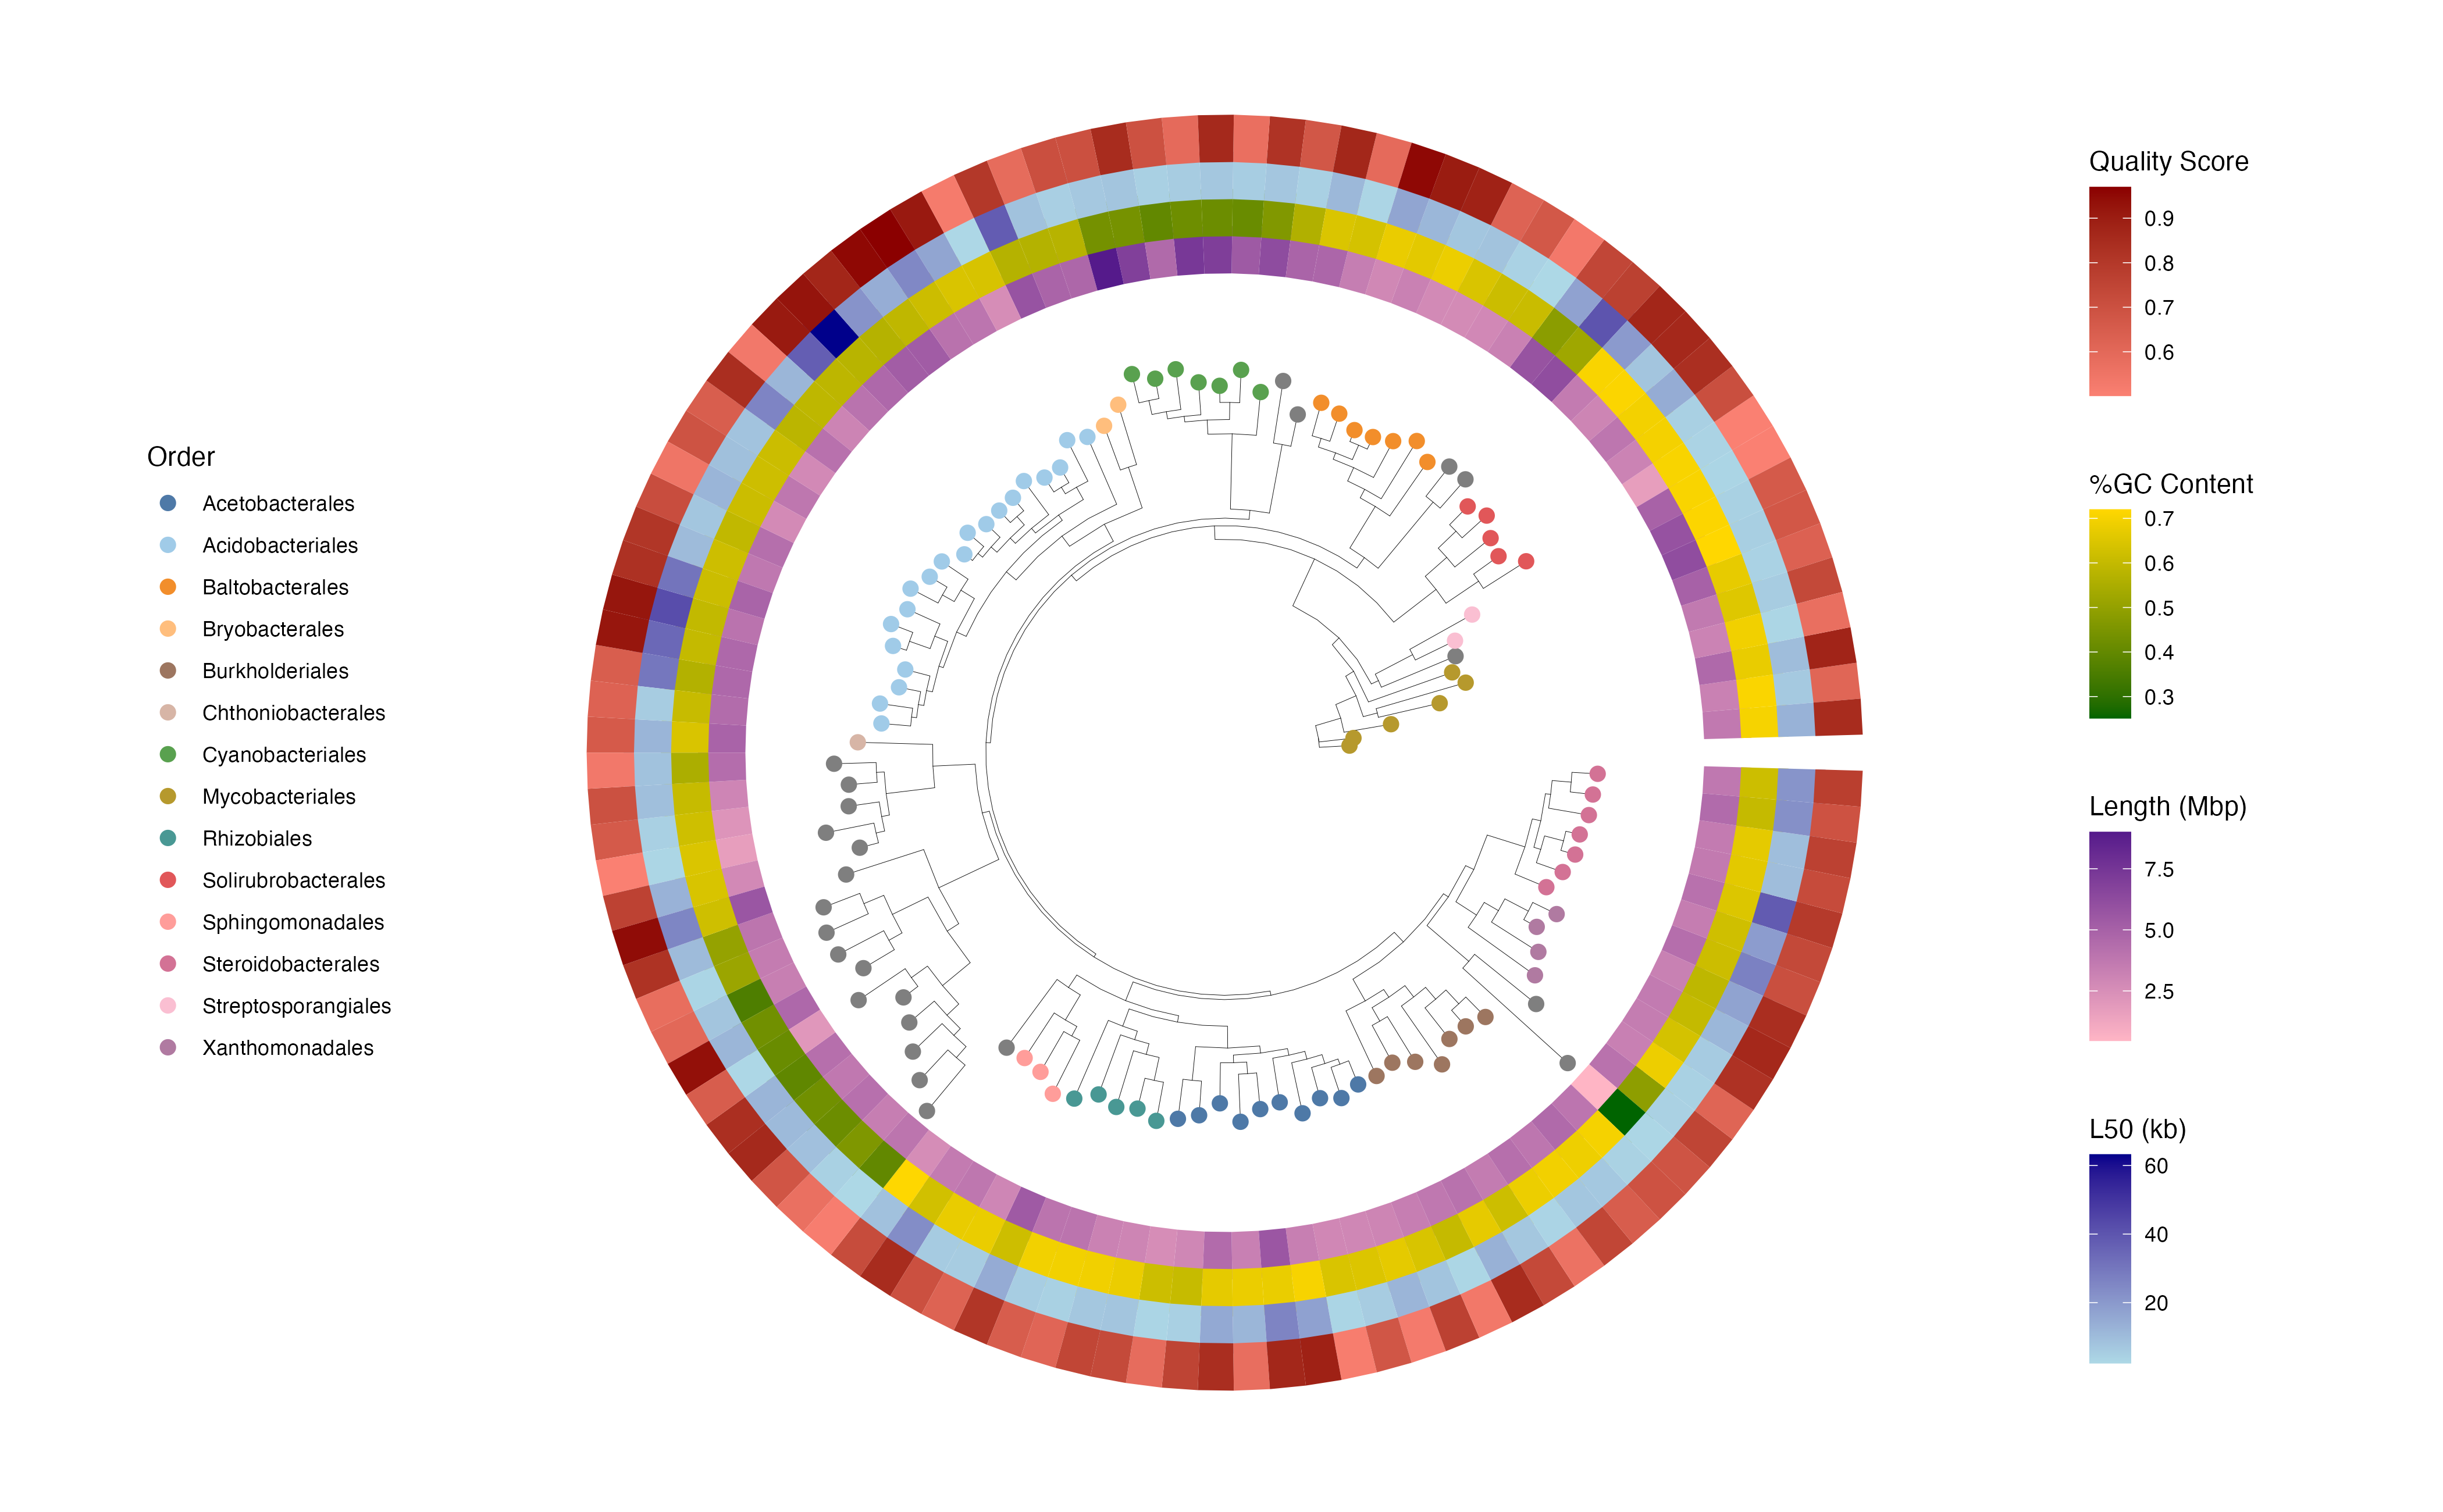 Order
Acetobacterales
Acidobacteriales
Baltobacterales
Bryobacterales
Burkholderiales
Chthoniobacterales
Cyanobacteriales
Mycobacteriales
Rhizobiales
Solirubrobacterales
Sphingomonadales
Steroidobacterales
Streptosporangiales
Xanthomonadales
Quality Score
0.9
0.8
0.7
0.6
%GC Content
0.7
0.6
0.5
0.4
0.3
Length (Mbp)
7.5
5.0
2.5
L50 (kb)
60
40
20